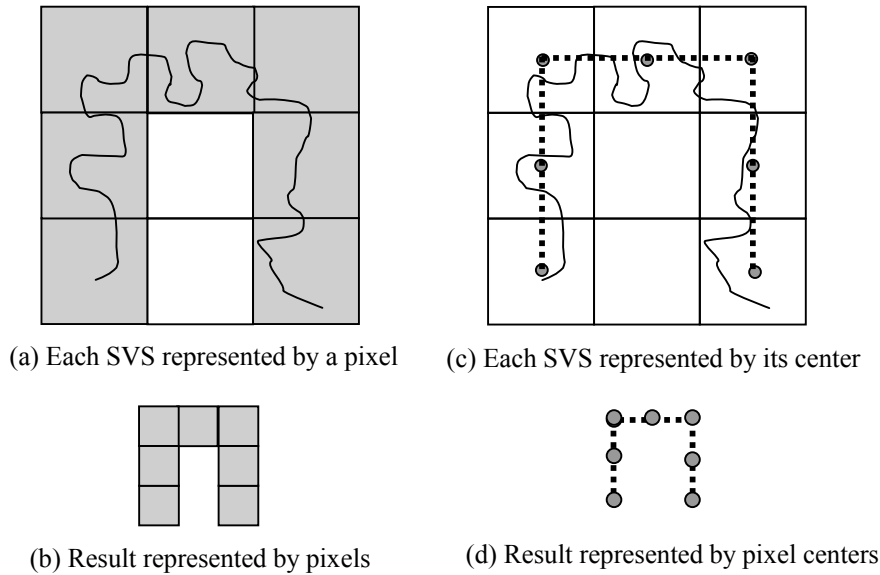 (a) Each SVS represented by a pixel
(c) Each SVS represented by its center
(b) Result represented by pixels
(d) Result represented by pixel centers